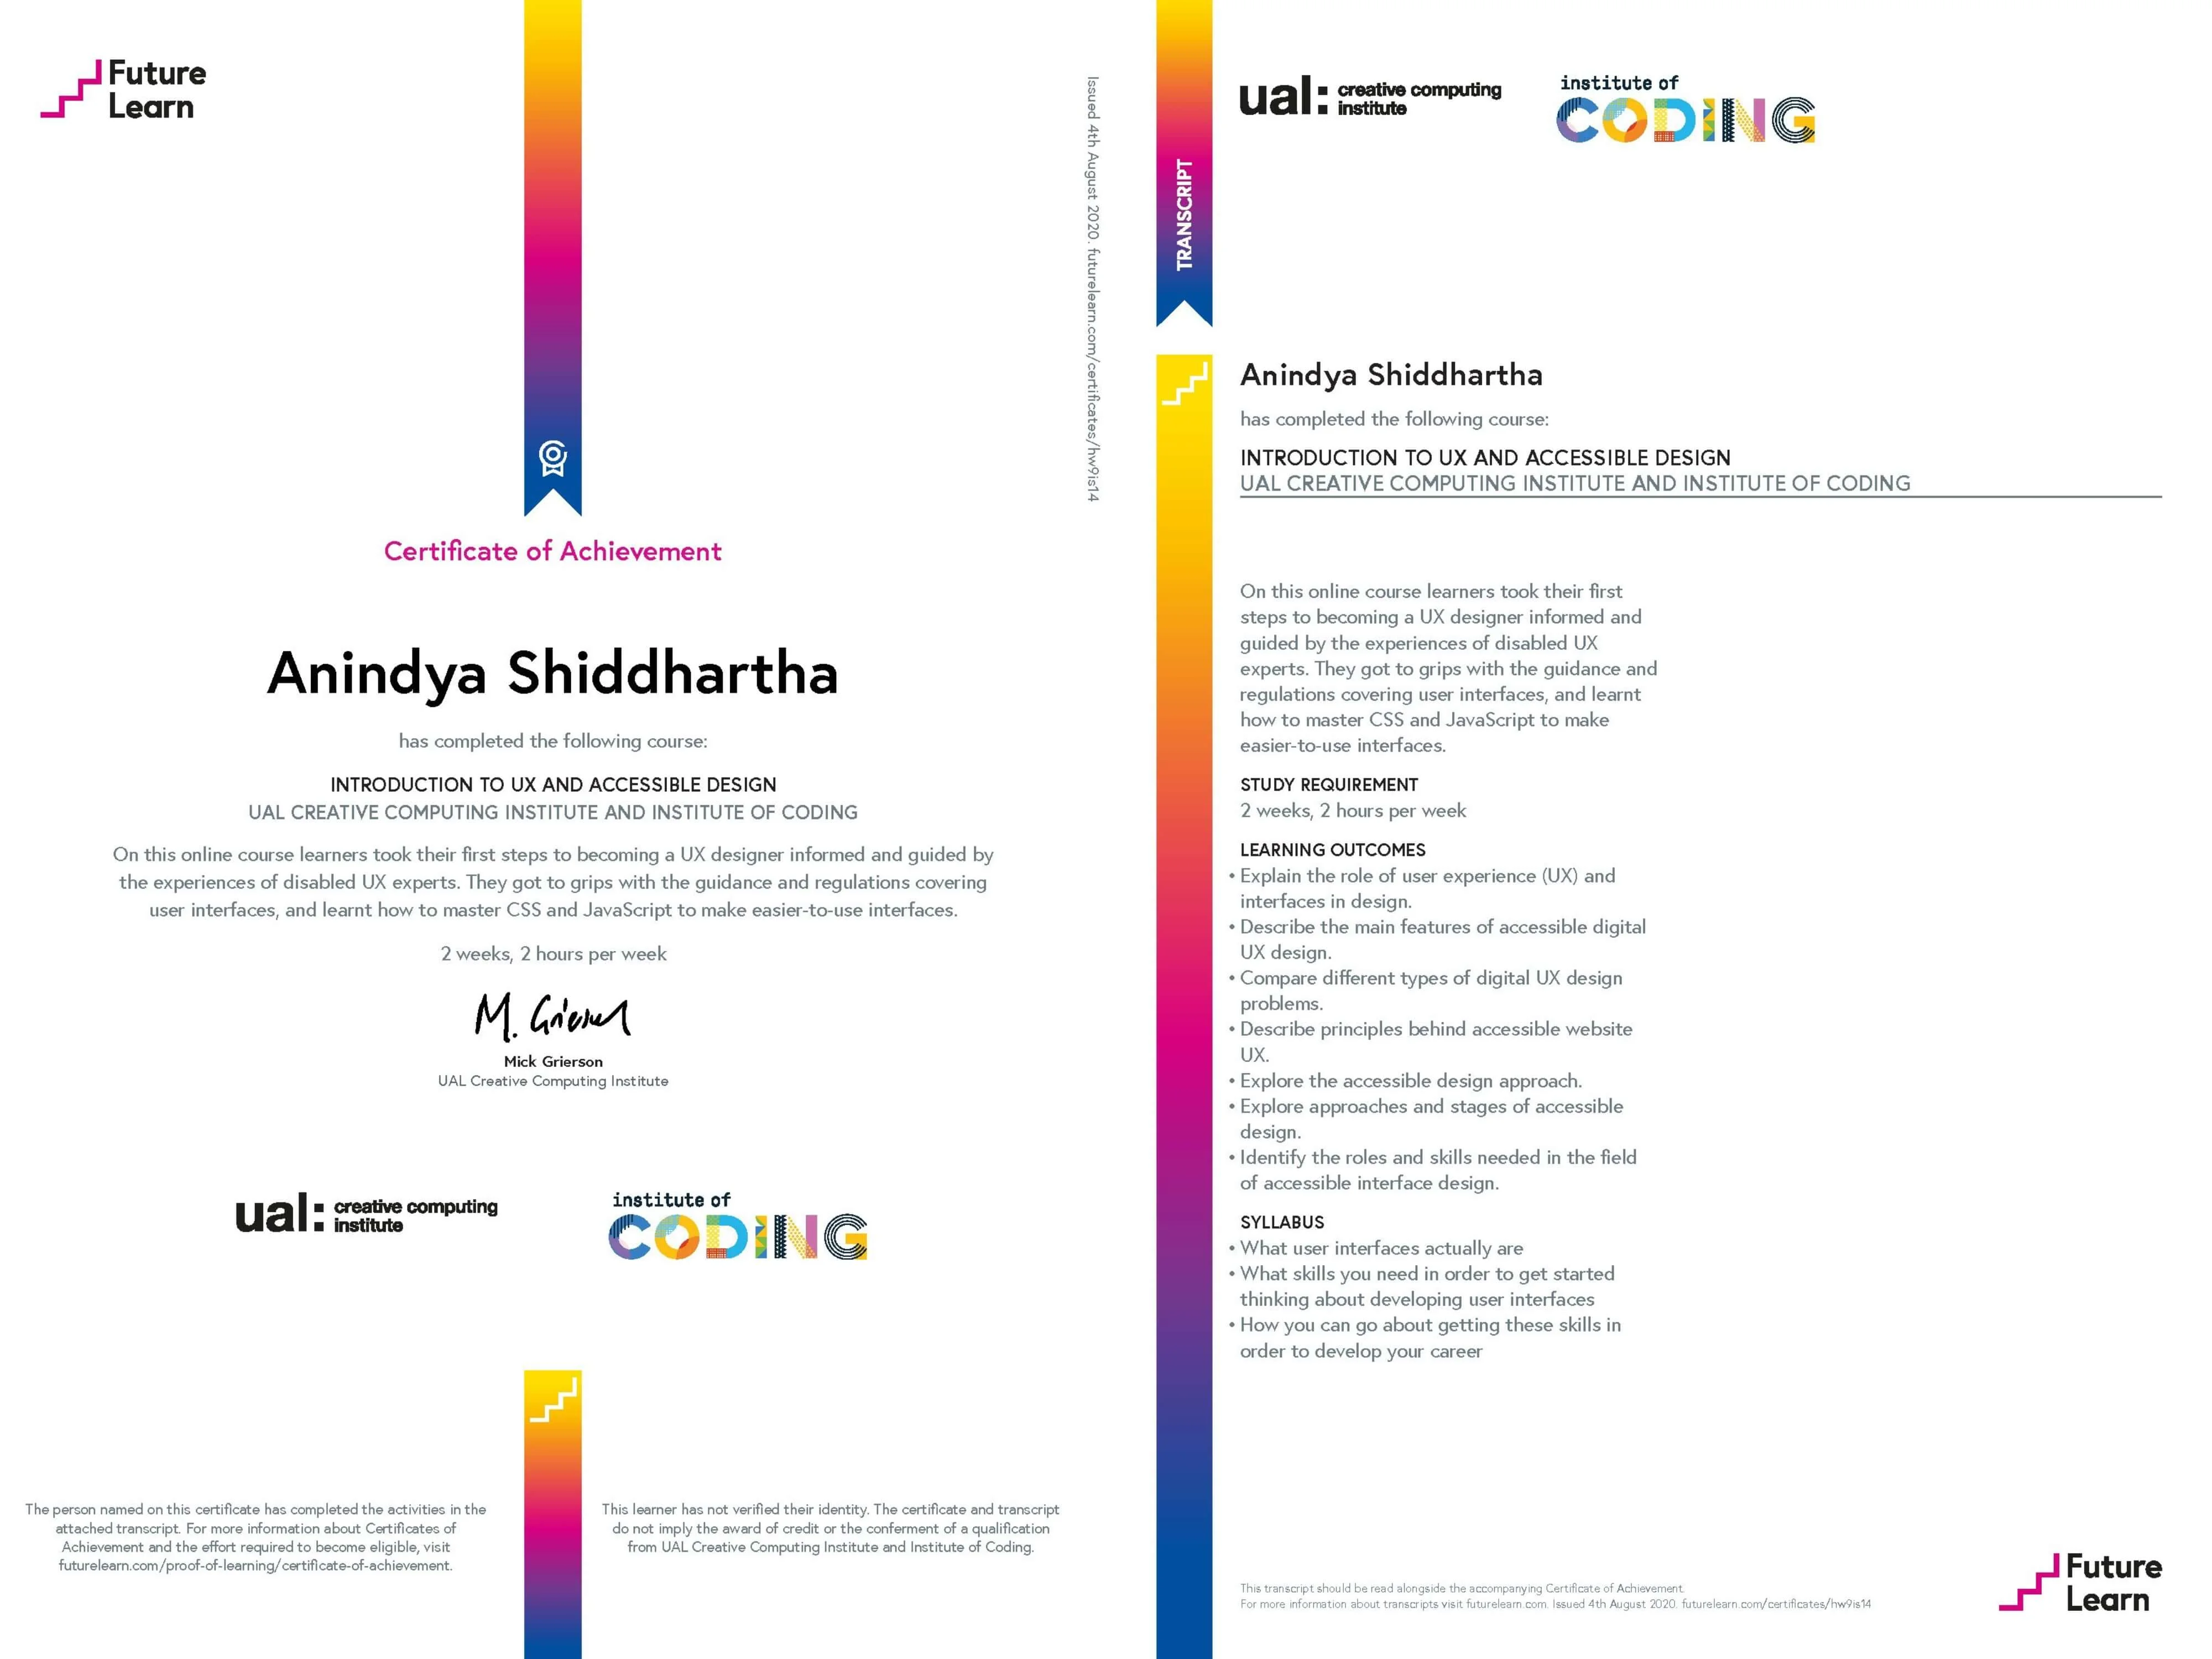 Future
Learn
Issued 4th August 2020. futurelearn.com/certificates/hw9is14
Certificate of Achievement
Anindya Shiddhartha
has completed the following course:
INTRODUCTION TO UX AND ACCESSIBLE DESIGN
UAL CREATIVE COMPUTING INSTITUTE AND INSTITUTE OF CODING
On this online course learners took their first steps to becoming a UX designer informed and guided by
the experiences of disabled UX experts. They got to grips with the guidance and regulations covering
user interfaces, and learnt how to master CSS and JavaScript to make easier-to-use interfaces.
2 weeks, 2 hours per week
M. Grierson
Mick Grierson
UAL Creative Computing Institute
ual: creative computing
institute
institute of
CODING
The person named on this certificate has completed the activities in the
attached transcript. For more information about Certificates of
Achievement and the effort required to become eligible, visit
futurelearn.com/proof-of-learning/certificate-of-achievement.
This learner has not verified their identity. The certificate and transcript
do not imply the award of credit or the conferment of a qualification
from UAL Creative Computing Institute and Institute of Coding.
TRANSCRIPT
ual: creative computing
institute
institute of
CODING
Anindya Shiddhartha
has completed the following course:
INTRODUCTION TO UX AND ACCESSIBLE DESIGN
UAL CREATIVE COMPUTING INSTITUTE AND INSTITUTE OF CODING
On this online course learners took their first
steps to becoming a UX designer informed and
guided by the experiences of disabled UX
experts. They got to grips with the guidance and
regulations covering user interfaces, and learnt
how to master CSS and JavaScript to make
easier-to-use interfaces.
STUDY REQUIREMENT
2 weeks, 2 hours per week
LEARNING OUTCOMES
• Explain the role of user experience (UX) and
interfaces in design.
• Describe the main features of accessible digital
UX design.
• Compare different types of digital UX design
problems.
• Describe principles behind accessible website
UX.
• Explore the accessible design approach.
• Explore approaches and stages of accessible
design.
• Identify the roles and skills needed in the field
of accessible interface design.
SYLLABUS
• What user interfaces actually are
• What skills you need in order to get started
thinking about developing user interfaces
• How you can go about getting these skills in
order to develop your career
This transcript should be read alongside the accompanying Certificate of Achievement.
For more information about transcripts visit futurelearn.com. Issued 4th August 2020. futurelearn.com/certificates/hw9is14
Future
Learn